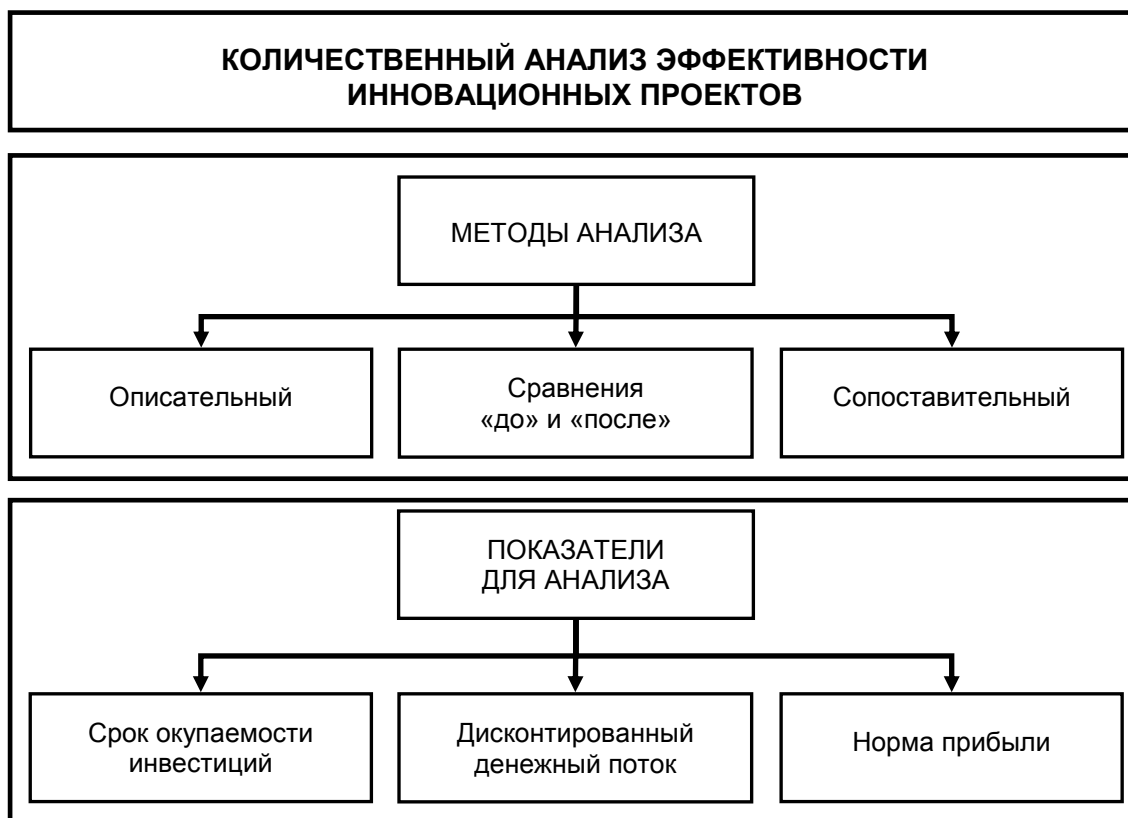 КОЛИЧЕСТВЕННЫЙ АНАЛИЗ ЭФФЕКТИВНОСТИ
ИННОВАЦИОННЫХ ПРОЕКТОВ
МЕТОДЫ АНАЛИЗА
Описательный
Сравнения
«до» и «после»
Сопоставительный
ПОКАЗАТЕЛИ
ДЛЯ АНАЛИЗА
Срок окупаемости
инвестиций
Дисконтированный
денежный поток
Норма прибыли